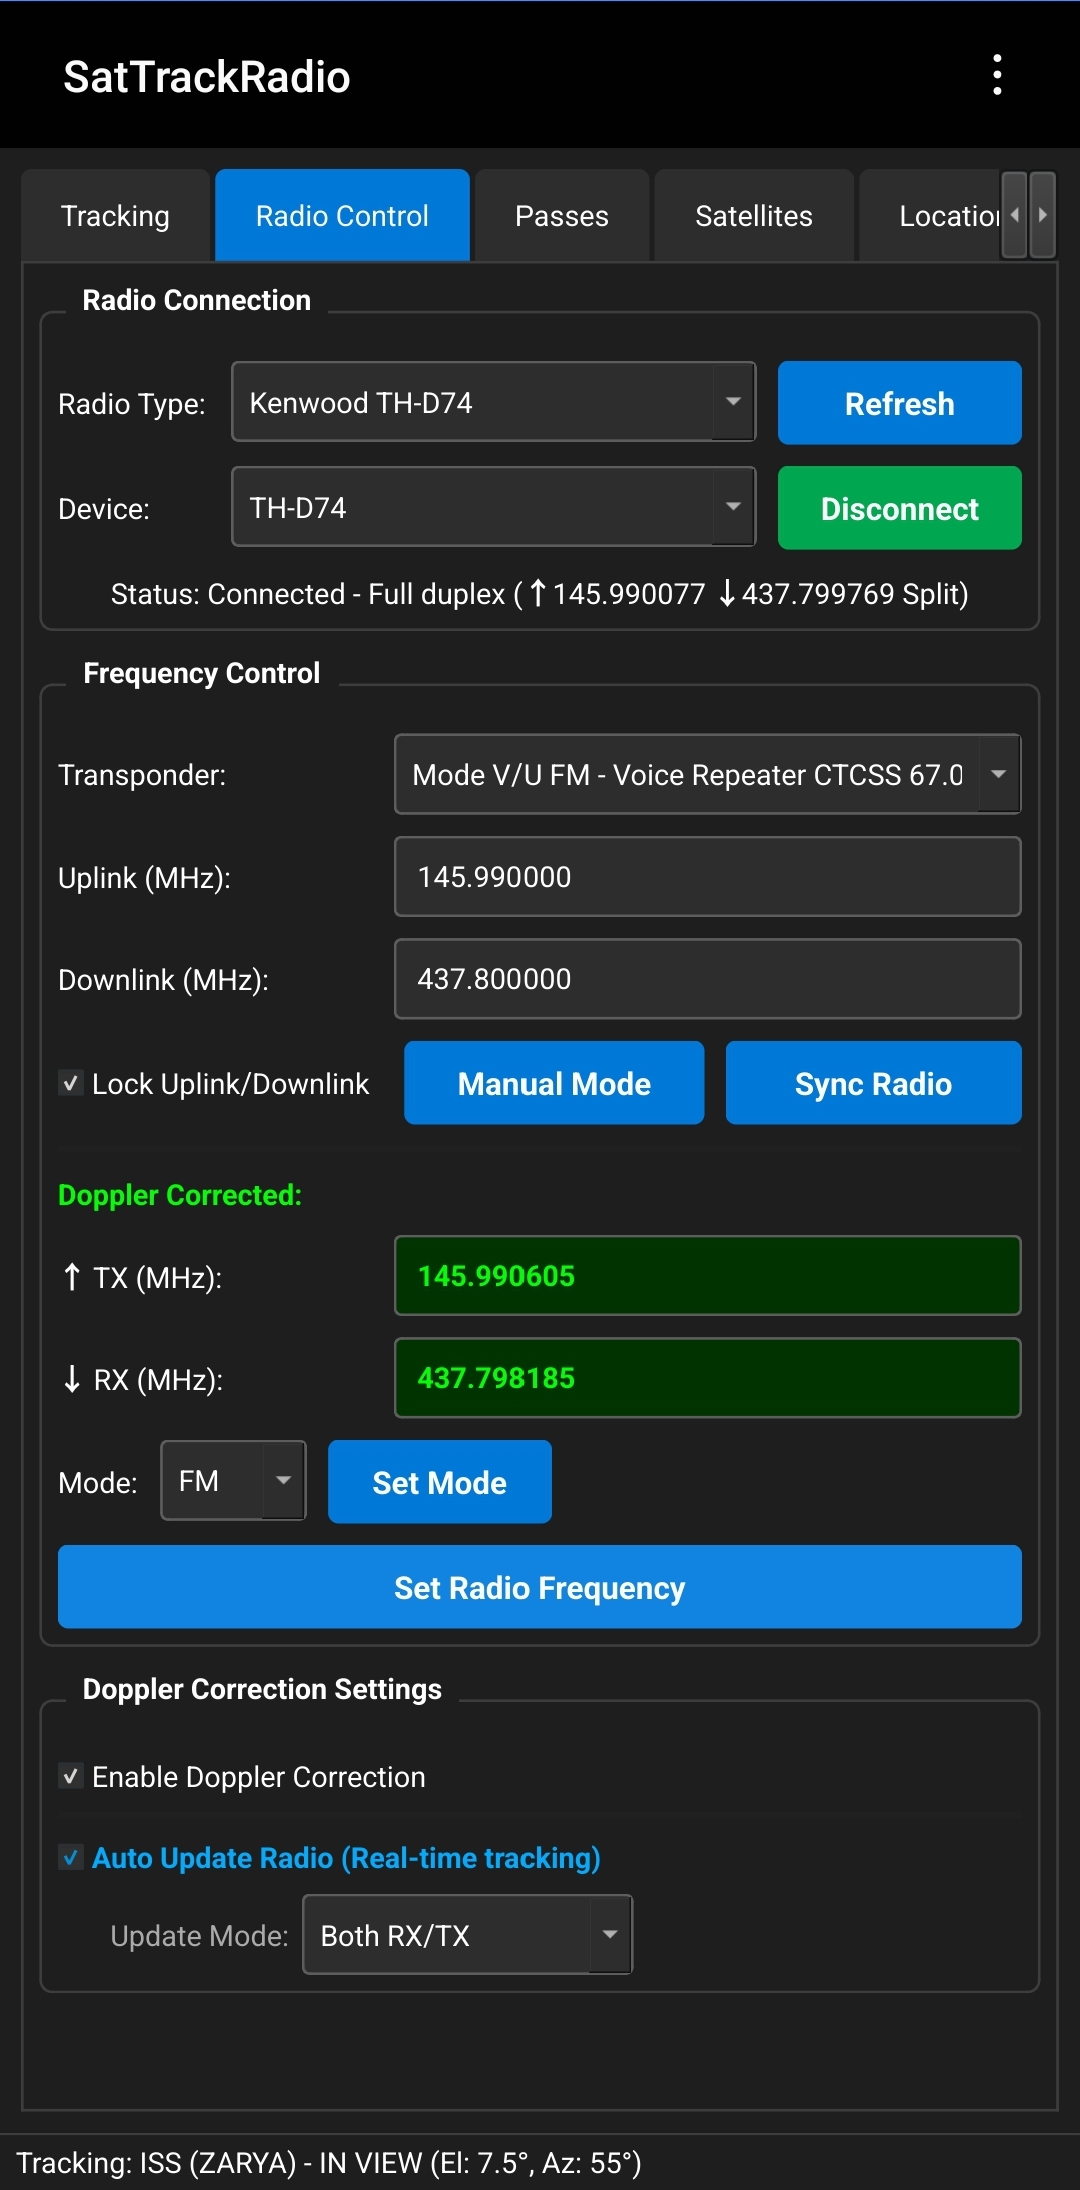 SatTrackRadio
Tracking Radio Control Passes Satellites
Radio Connection
Radio Type: Kenwood TH-D74 Refresh
Device: TH-D74 Disconnect
Status: Connected - Full duplex (↑145.990077 ↓437.799769 Split)
Frequency Control
Transponder: Mode V/U FM - Voice Repeater CTCSS 67.0
Uplink (MHz): 145.990000
Downlink (MHz): 437.800000
Lock Uplink/Downlink Manual Mode Sync Radio
Doppler Corrected:
↑ TX (MHz): 145.990605
↓ RX (MHz): 437.798185
Mode: FM Set Mode
Set Radio Frequency
Doppler Correction Settings
Enable Doppler Correction
Auto Update Radio (Real-time tracking)
Update Mode: Both RX/TX
Tracking: ISS (ZARYA) - IN VIEW (El: 7.5°, Az: 55°)